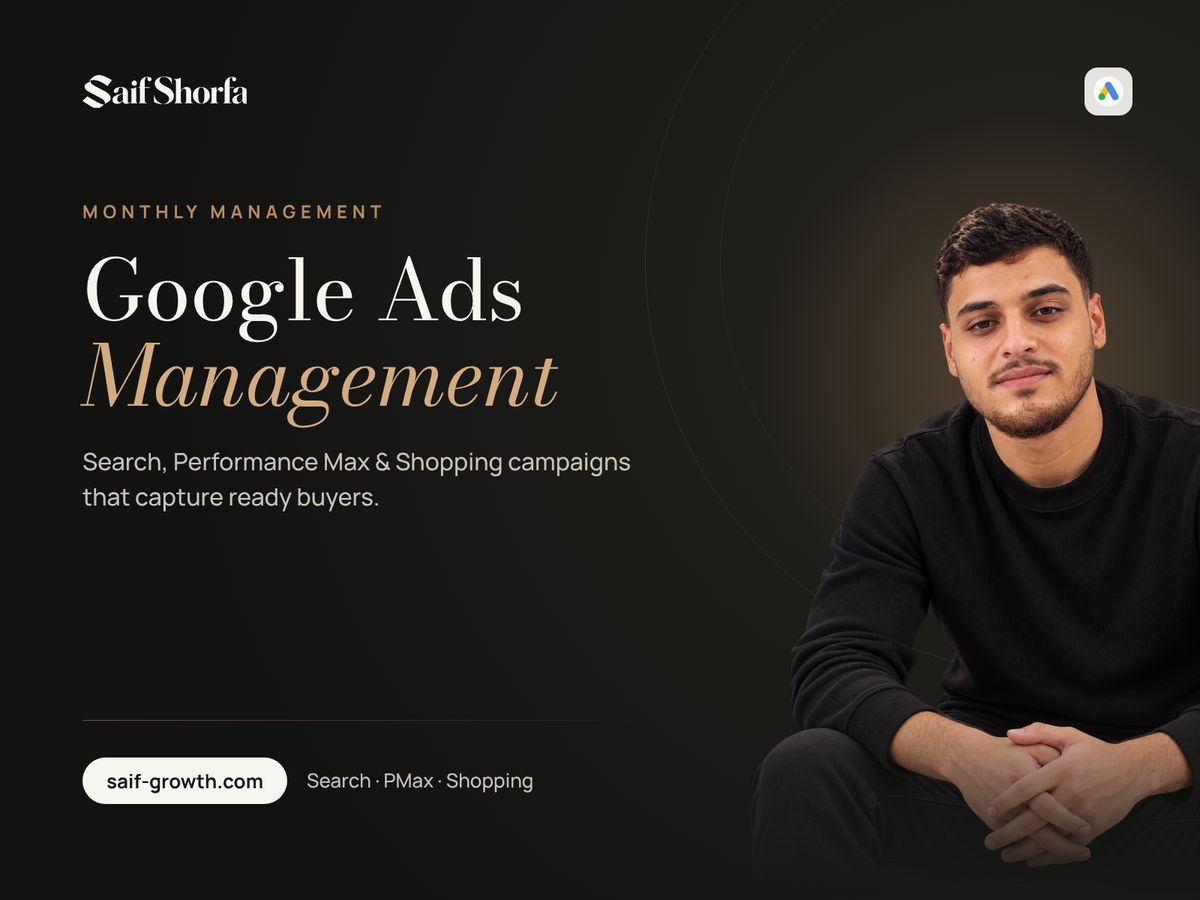 Saif Shorfa
MONTHLY MANAGEMENT
Google Ads
Management
Search, Performance Max & Shopping campaigns
that capture ready buyers.
saif-growth.com
Search · PMax · Shopping